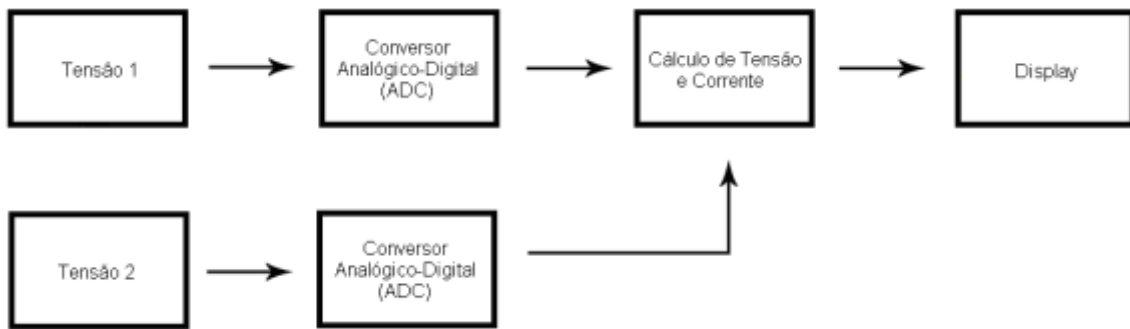 Tensão 1
Conversor
Analógico-Digital
(ADC)
Cálculo de Tensão
e Corrente
Display
Tensão 2
Conversor
Analógico-Digital
(ADC)